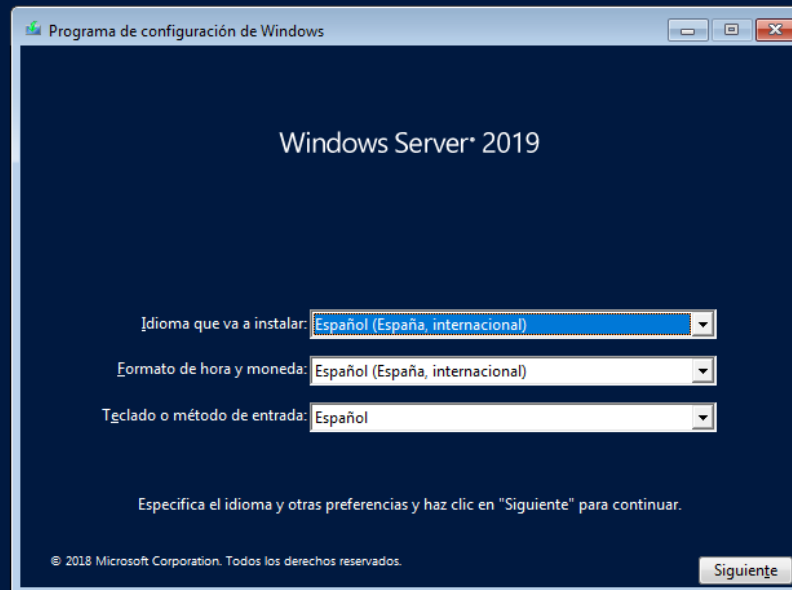 Programa de configuración de Windows
Windows Server® 2019
Idioma que va a instalar: Español (España, internacional)
Formato de hora y moneda: Español (España, internacional)
Teclado o método de entrada: Español
Especifica el idioma y otras preferencias y haz clic en "Siguiente" para continuar.
© 2018 Microsoft Corporation. Todos los derechos reservados.
Siguiente